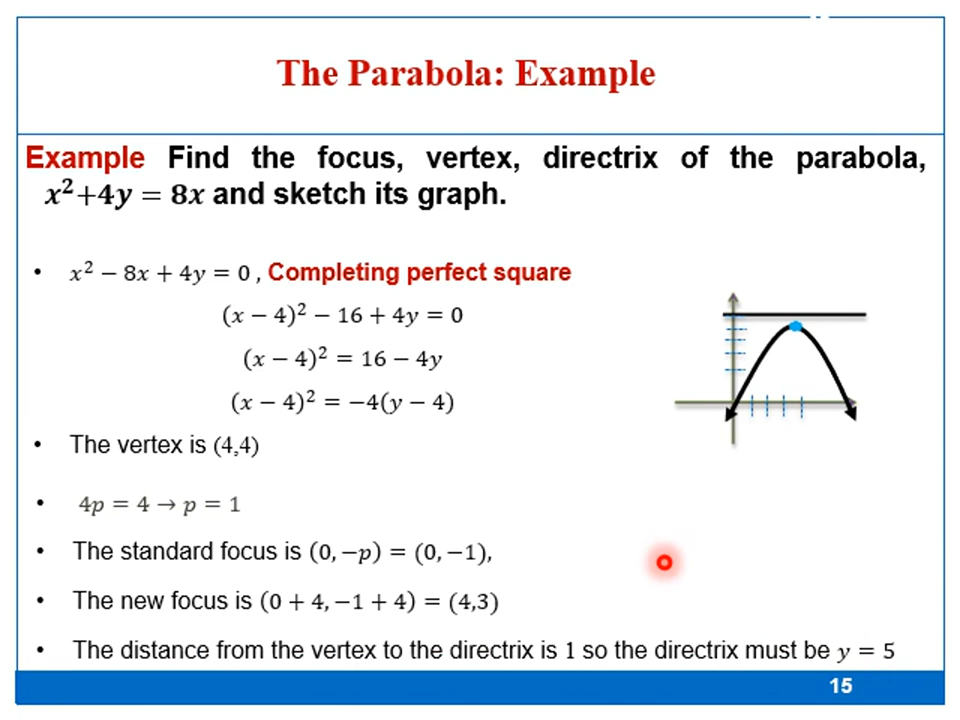 The Parabola: Example
Example Find the focus, vertex, directrix of the parabola,
x²+4y = 8x and sketch its graph.
• x² − 8x + 4y = 0 , Completing perfect square
(x − 4)² − 16 + 4y = 0
(x − 4)² = 16 − 4y
(x − 4)² = −4(y − 4)
• The vertex is (4,4)
• 4p = 4 → p = 1
• The standard focus is (0, −p) = (0, −1),
• The new focus is (0 + 4, −1 + 4) = (4,3)
• The distance from the vertex to the directrix is 1 so the directrix must be y = 5
15